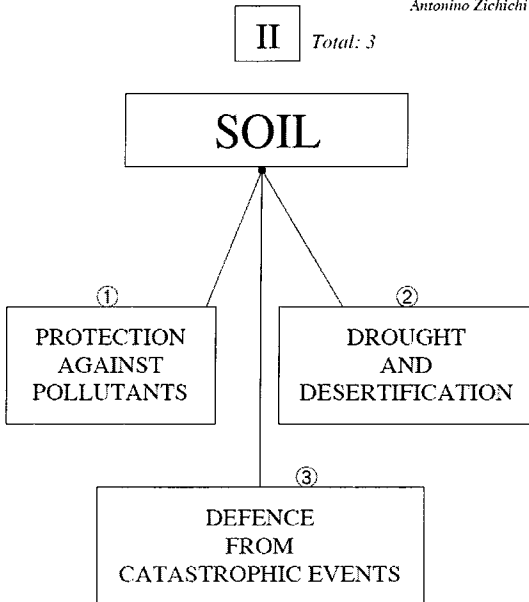 Antonino Zichichi
II Total: 3
SOIL
①
PROTECTION
AGAINST
POLLUTANTS
②
DROUGHT
AND
DESERTIFICATION
③
DEFENCE
FROM
CATASTROPHIC EVENTS